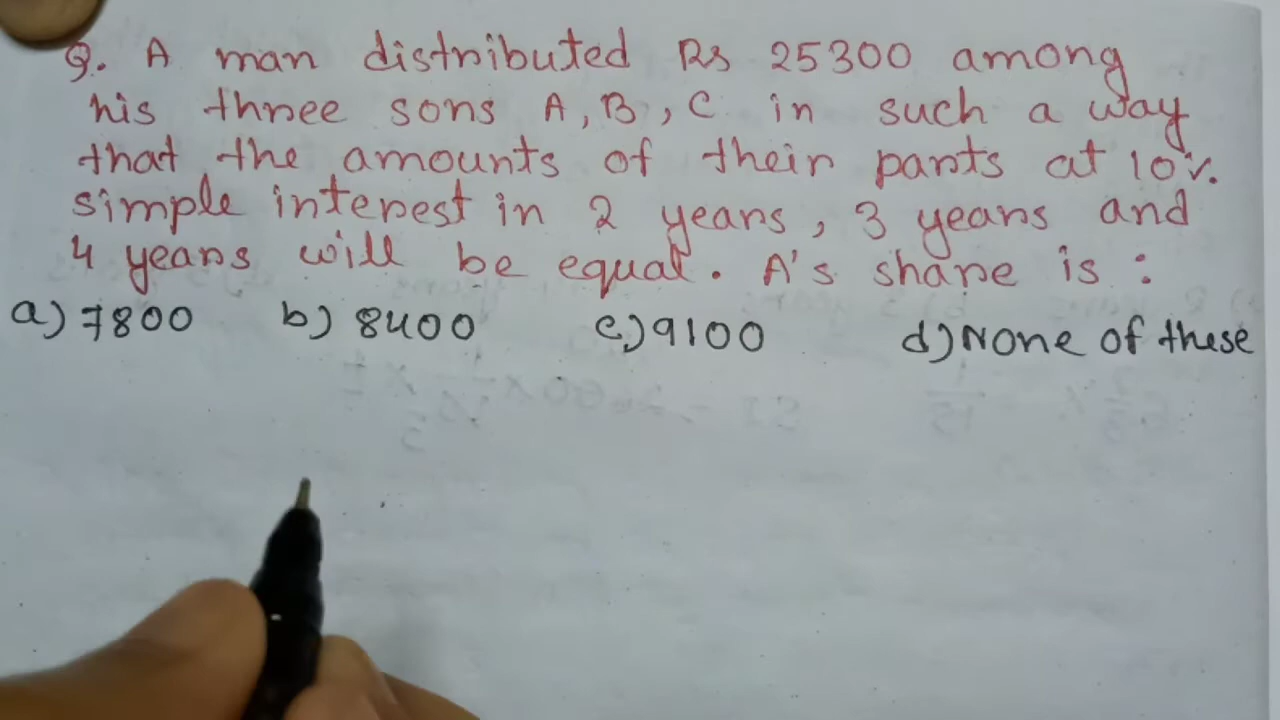 Q. A man distributed Rs 25300 among
his three sons A, B, C in such a way
that the amounts of their parts at 10%
simple interest in 2 years, 3 years and
4 years will be equal. A's share is :
a) 7800 b) 8400 c) 9100 d) None of these